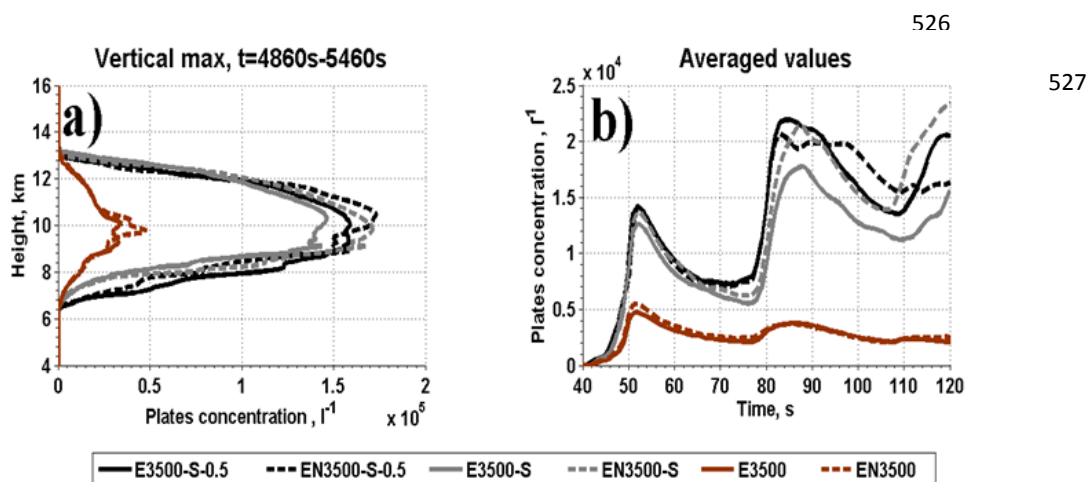 526
527
Vertical max, t=4860s-5460s
a)
16
14
12
10
8
6
4
Height, km
0 0.5 1 1.5 2
Plates concentration , l-1 x 10^5
Averaged values
x 10^4
b)
2.5
2
1.5
1
0.5
0
Plates concentration , l-1
40 50 60 70 80 90 100 110 120
Time, s
E3500-S-0.5 EN3500-S-0.5 E3500-S EN3500-S E3500 EN3500